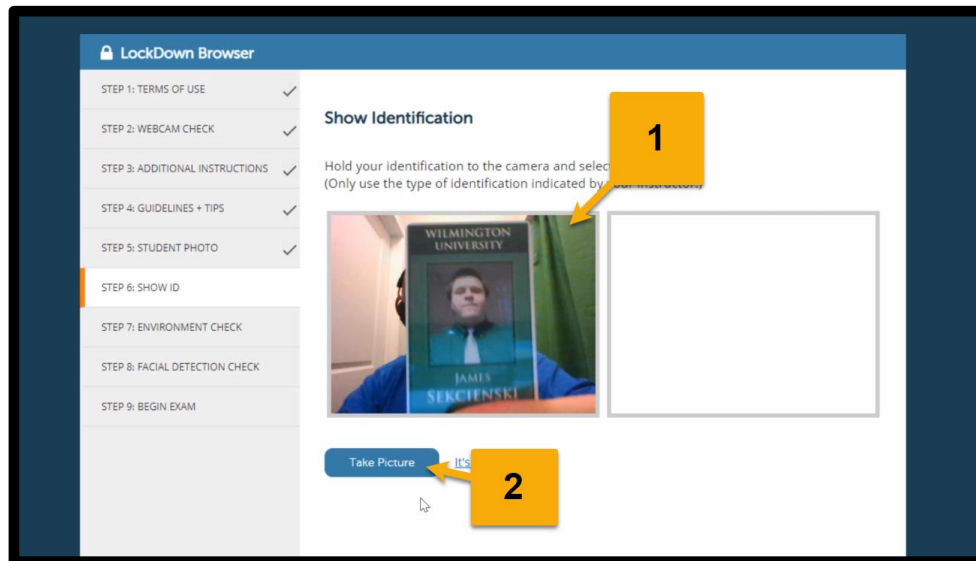 LockDown Browser
STEP 1: TERMS OF USE
STEP 2: WEBCAM CHECK
STEP 3: ADDITIONAL INSTRUCTIONS
STEP 4: GUIDELINES + TIPS
STEP 5: STUDENT PHOTO
STEP 6: SHOW ID
STEP 7: ENVIRONMENT CHECK
STEP 8: FACIAL DETECTION CHECK
STEP 9: BEGIN EXAM
Show Identification
Hold your identification to the camera and
(Only use the type of identification indicated by instructor.)
1
WILMINGTON
UNIVERSITY
JAMES
SEKCIENSKI
Take Picture
It's
2